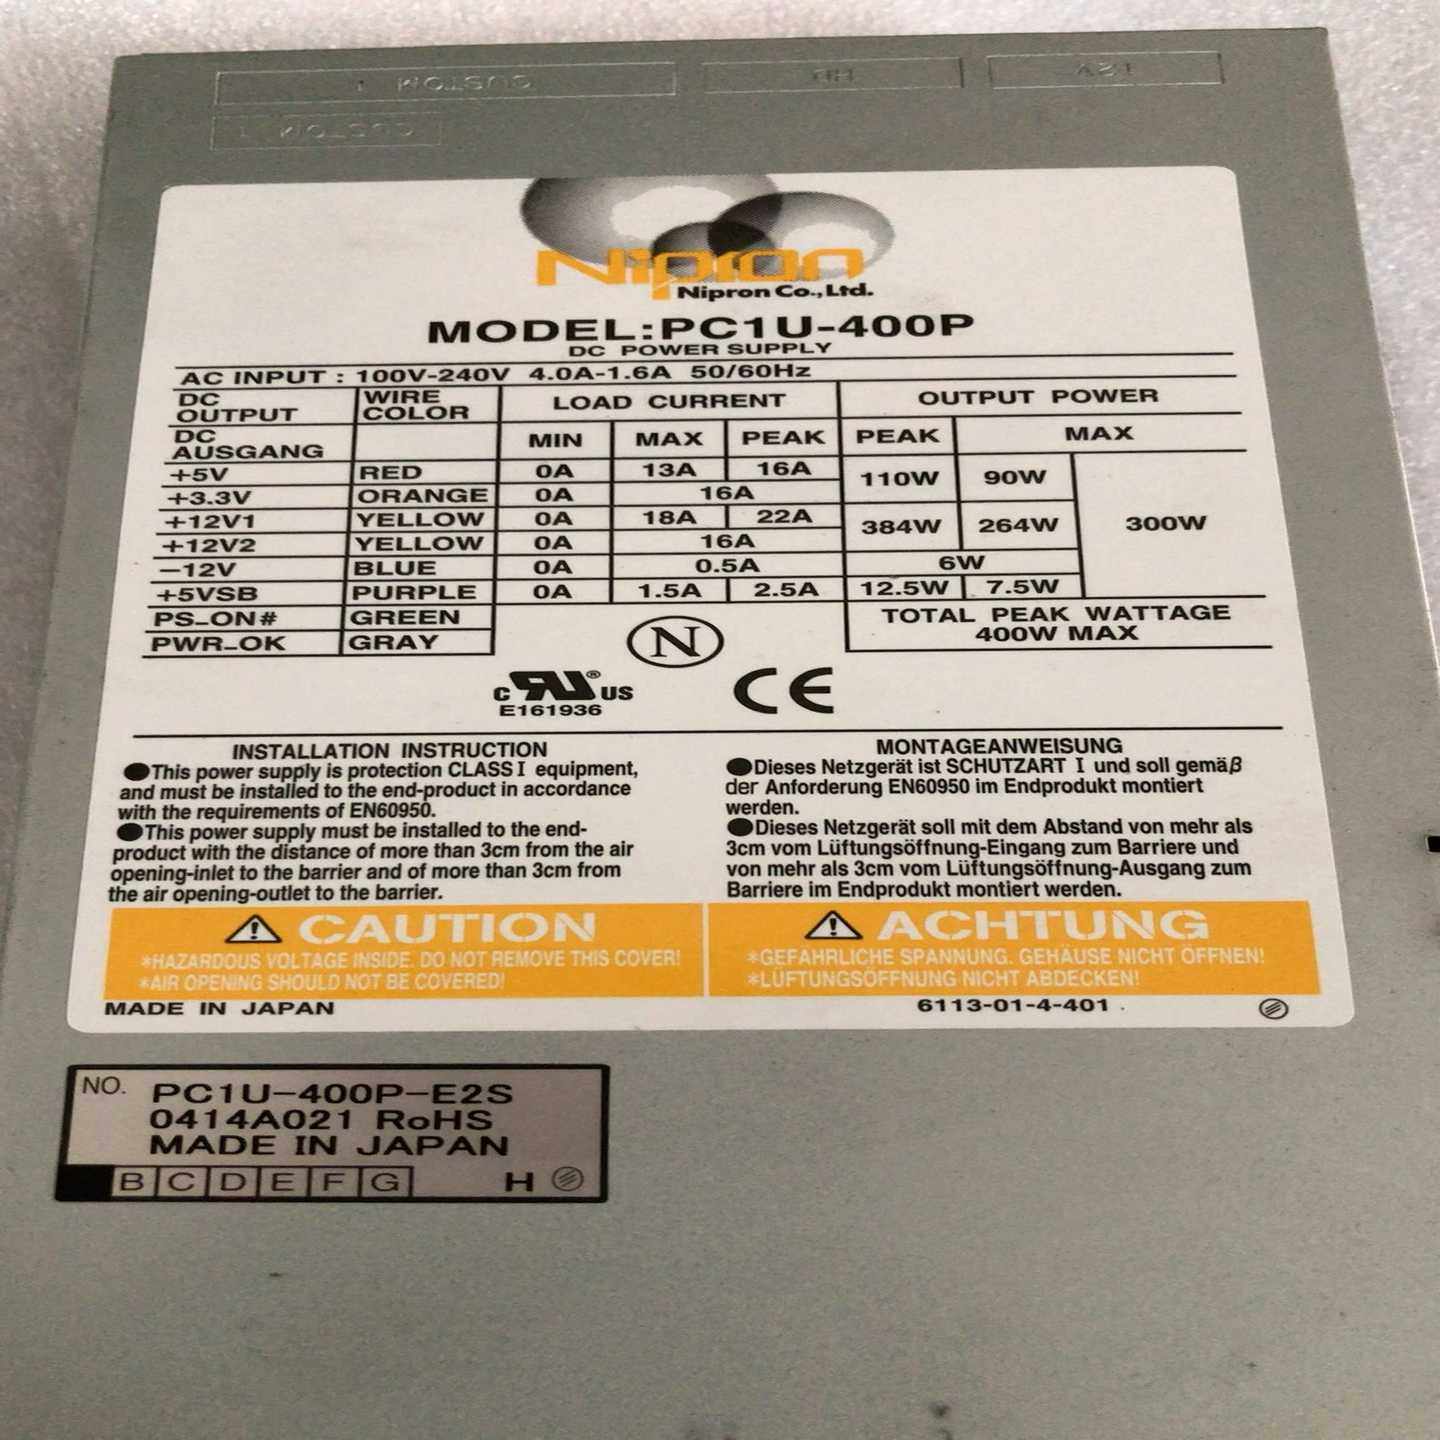 CUSTOM 1
HD
12V
CUSTOM 1
Nipron
Nipron Co.,Ltd.
MODEL:PC1U-400P
DC POWER SUPPLY
AC INPUT : 100V-240V 4.0A-1.6A 50/60Hz
DC OUTPUT WIRE COLOR LOAD CURRENT OUTPUT POWER
DC AUSGANG MIN MAX PEAK PEAK MAX
+5V RED 0A 13A 16A 110W 90W
+3.3V ORANGE 0A 16A
+12V1 YELLOW 0A 18A 22A 384W 264W 300W
+12V2 YELLOW 0A 16A
-12V BLUE 0A 0.5A 6W
+5VSB PURPLE 0A 1.5A 2.5A 12.5W 7.5W
PS_ON# GREEN TOTAL PEAK WATTAGE
PWR_OK GRAY 400W MAX
N
c RU ® US
E161936
CE
INSTALLATION INSTRUCTION
●This power supply is protection CLASS I equipment,
and must be installed to the end-product in accordance
with the requirements of EN60950.
●This power supply must be installed to the end-
product with the distance of more than 3cm from the air
opening-inlet to the barrier and of more than 3cm from
the air opening-outlet to the barrier.
MONTAGEANWEISUNG
●Dieses Netzgerät ist SCHUTZART I und soll gemäß
der Anforderung EN60950 im Endprodukt montiert
werden.
●Dieses Netzgerät soll mit dem Abstand von mehr als
3cm vom Lüftungsöffnung-Eingang zum Barriere und
von mehr als 3cm vom Lüftungsöffnung-Ausgang zum
Barriere im Endprodukt montiert werden.
CAUTION
*HAZARDOUS VOLTAGE INSIDE. DO NOT REMOVE THIS COVER!
*AIR OPENING SHOULD NOT BE COVERED!
ACHTUNG
*GEFAHRLICHE SPANNUNG. GEHÄUSE NICHT ÖFFNEN!
*LÜFTUNGSÖFFNUNG NICHT ABDECKEN!
MADE IN JAPAN
6113-01-4-401
NO. PC1U-400P-E2S
0414A021 RoHS
MADE IN JAPAN
B C D E F G H